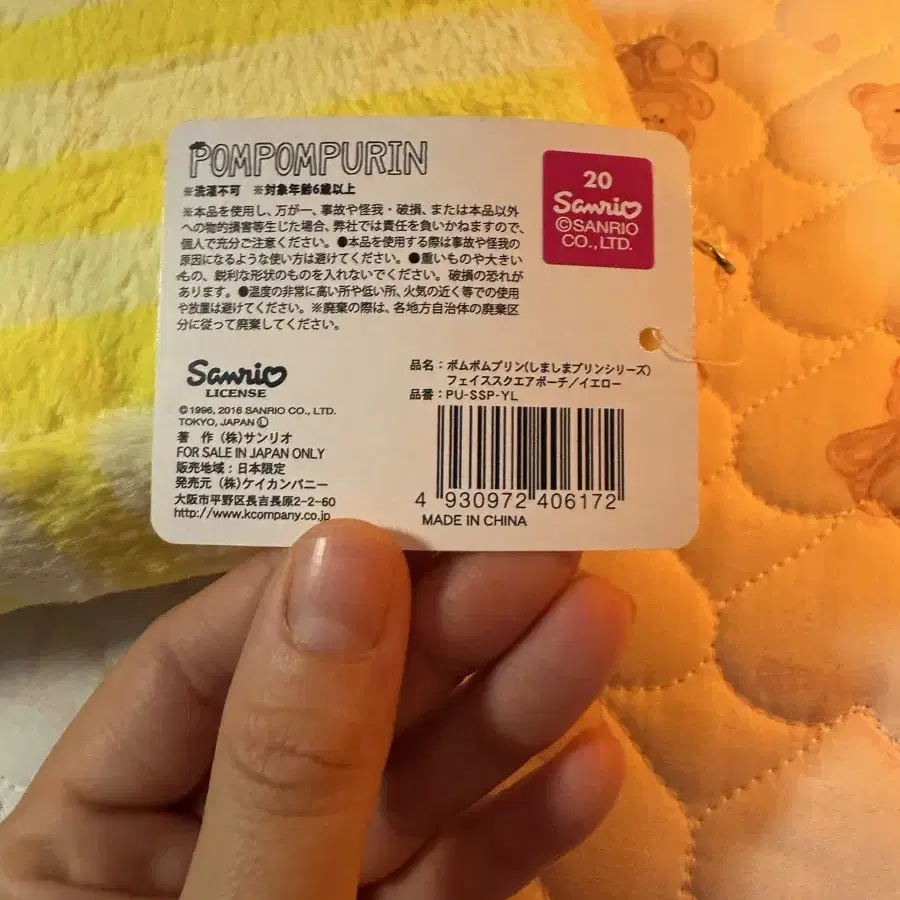 POMPOMPURIN
※洗濯不可 ※対象年齢6歳以上
※本品を使用し、万が一、事故や怪我・破損、または本品以外
への物的損害等生じた場合、弊社では責任を負いかねますので、
個人で充分ご注意ください。●本品を使用する際は事故や怪我の
原因になるような使い方は避けてください。●重いものや大きい
もの、鋭利な形状のものを入れないでください。破損の恐れが
あります。●温度の非常に高い所や低い所、火気の近く等での使用
や放置は避けてください。※廃棄の際は、各地方自治体の廃棄区
分に従って廃棄してください。
20
Sanrio
©SANRIO
CO., LTD.
Sanrio
LICENSE
©1996, 2016 SANRIO CO., LTD.
TOKYO, JAPAN Ⓛ
著 作 (株)サンリオ
FOR SALE IN JAPAN ONLY
販売地域：日本限定
発売元 (株)ケイカンパニー
大阪市平野区長吉長原2-2-60
http://www.kcompany.co.jp
品名：ポムポムプリン(しましまプリンシリーズ)
フェイススクエアポーチ／イエロー
品番：PU-SSP-YL
4 930972 406172
MADE IN CHINA